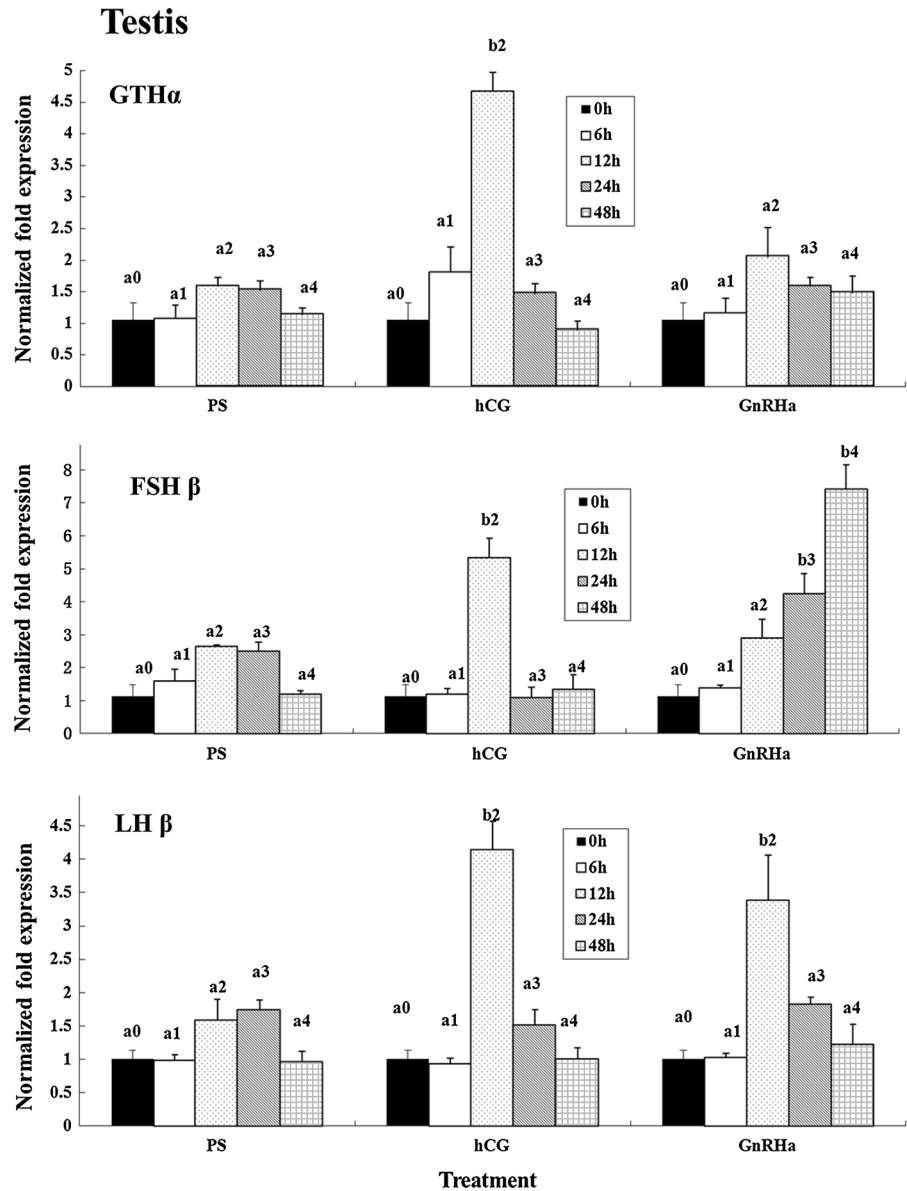 Testis
GTHα
Normalized fold expression
5
4.5
4
3.5
3
2.5
2
1.5
1
0.5
0
a0
a1
a2
a3
a4
a0
a1
b2
a3
a4
a0
a1
a2
a3
a4
0h
6h
12h
24h
48h
PS
hCG
GnRHa
FSH β
Normalized fold expression
8
7
6
5
4
3
2
1
0
a0
a1
a2
a3
a4
a0
a1
b2
a3
a4
a0
a1
a2
b3
b4
0h
6h
12h
24h
48h
PS
hCG
GnRHa
LH β
Normalized fold expression
4.5
4
3.5
3
2.5
2
1.5
1
0.5
0
a0
a1
a2
a3
a4
a0
a1
b2
a3
a4
a0
a1
b2
a3
a4
0h
6h
12h
24h
48h
PS
hCG
GnRHa
Treatment